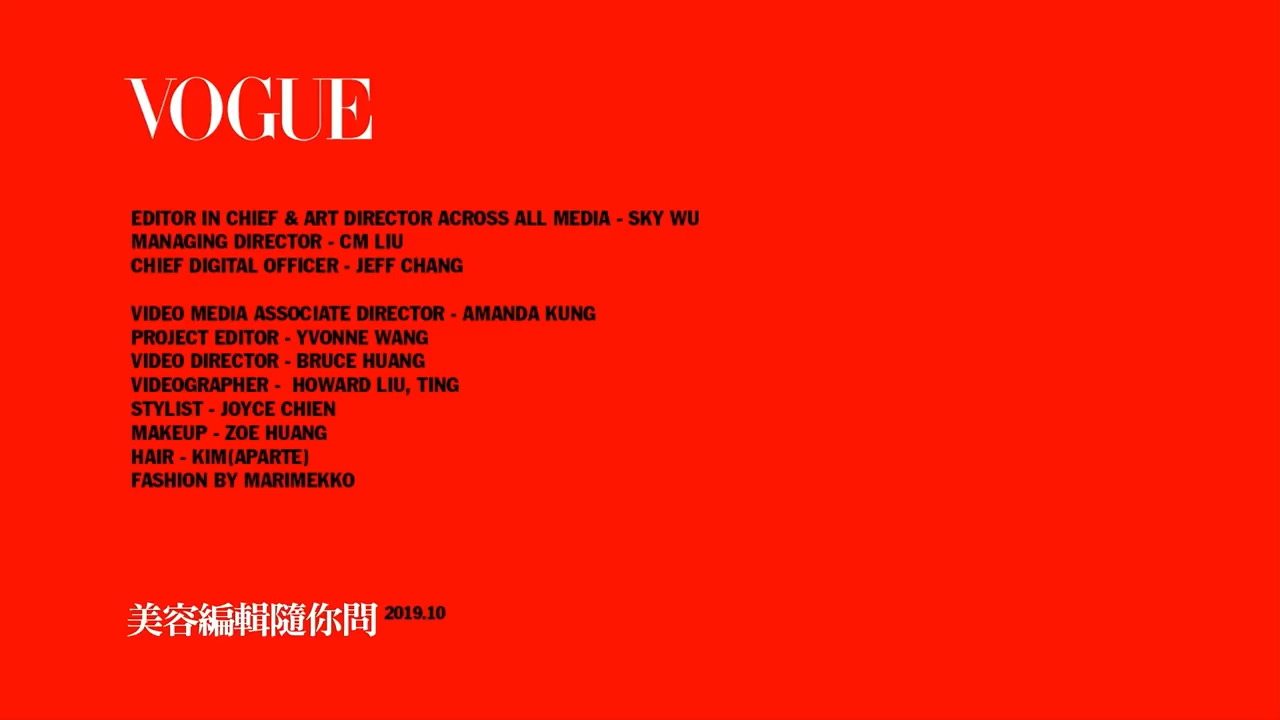 VOGUE
EDITOR IN CHIEF & ART DIRECTOR ACROSS ALL MEDIA - SKY WU
MANAGING DIRECTOR - CM LIU
CHIEF DIGITAL OFFICER - JEFF CHANG
VIDEO MEDIA ASSOCIATE DIRECTOR - AMANDA KUNG
PROJECT EDITOR - YVONNE WANG
VIDEO DIRECTOR - BRUCE HUANG
VIDEOGRAPHER -  HOWARD LIU, TING
STYLIST - JOYCE CHIEN
MAKEUP - ZOE HUANG
HAIR - KIM(APARTE)
FASHION BY MARIMEKKO
美容編輯隨你問 2019.10